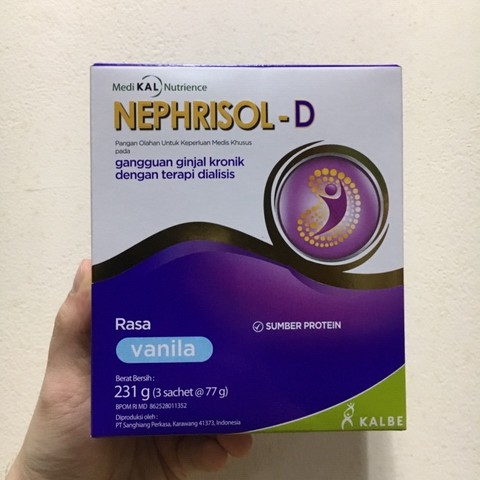 Medi KAL Nutrience
NEPHRISOL-D
Pangan Olahan Untuk Keperluan Medis Khusus
pada
gangguan ginjal kronik
dengan terapi dialisis
Rasa
vanila
SUMBER PROTEIN
Berat Bersih :
231 g (3 sachet @ 77 g)
BPOM RI MD 862528011352
Diproduksi oleh :
PT Sanghiang Perkasa, Karawang 41373, Indonesia
KALBE